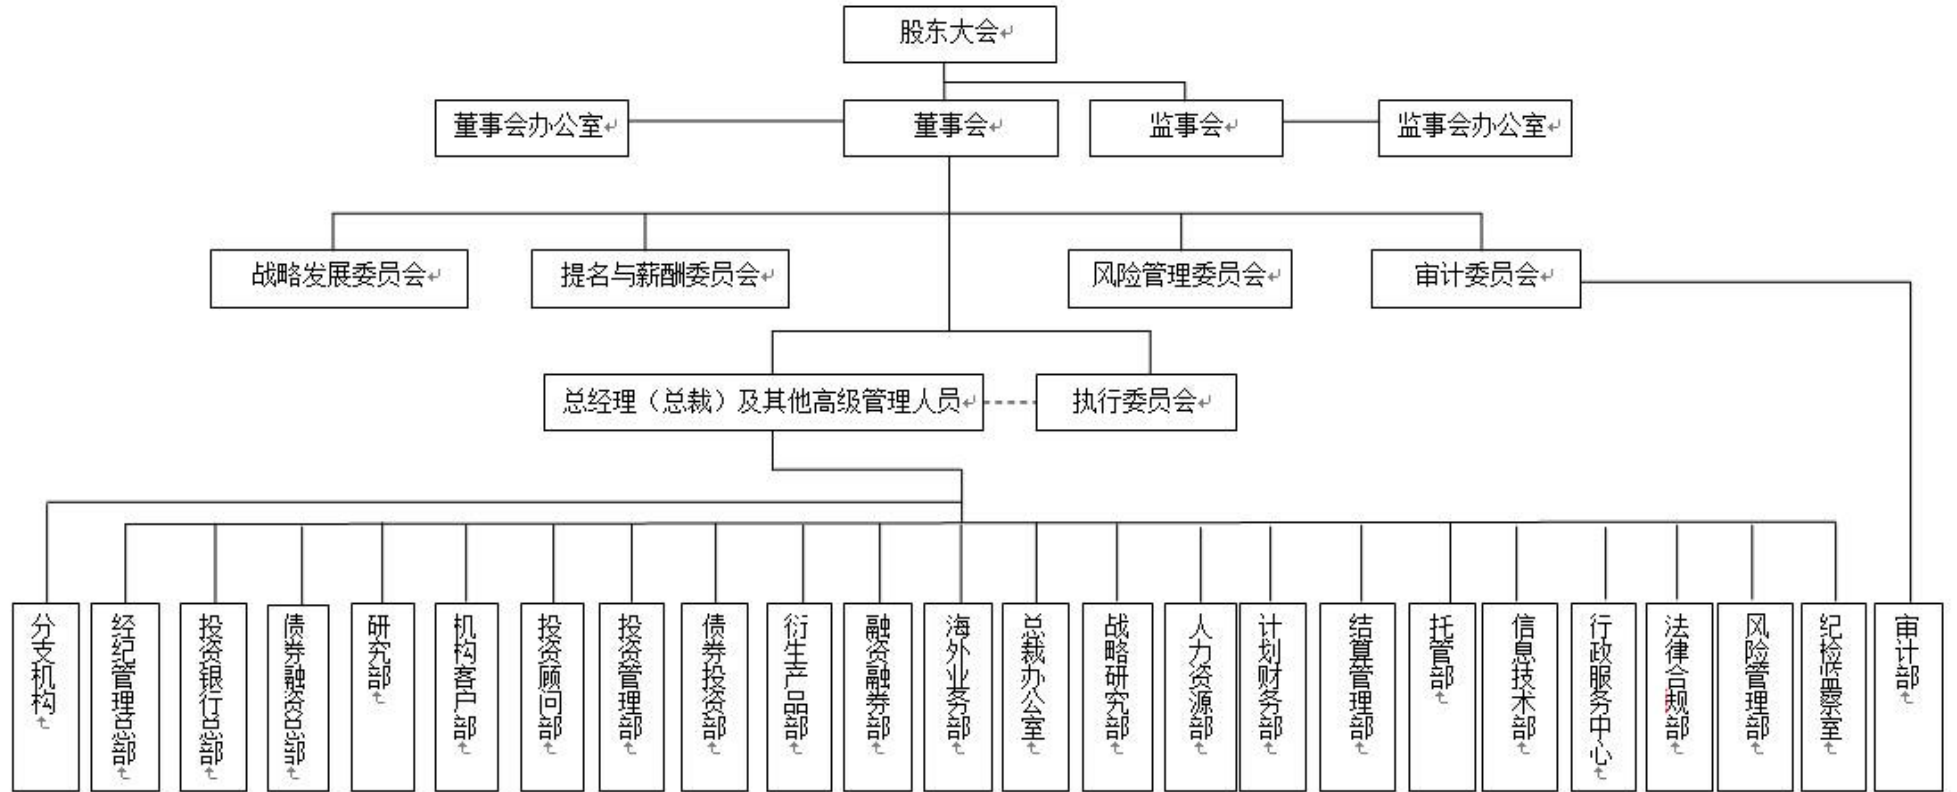 股东大会
董事会办公室
董事会
监事会
监事会办公室
战略发展委员会
提名与薪酬委员会
风险管理委员会
审计委员会
总经理（总裁）及其他高级管理人员
执行委员会
分支机构
经纪管理总部
投资银行总部
债券融资总部
研究部
机构客户部
投资顾问部
投资管理部
债券投资部
衍生产品部
融资融券部
海外业务部
总裁办公室
战略研究部
人力资源部
计划财务部
结算管理部
托管部
信息技术部
行政服务中心
法律合规部
风险管理部
纪检监察室
审计部